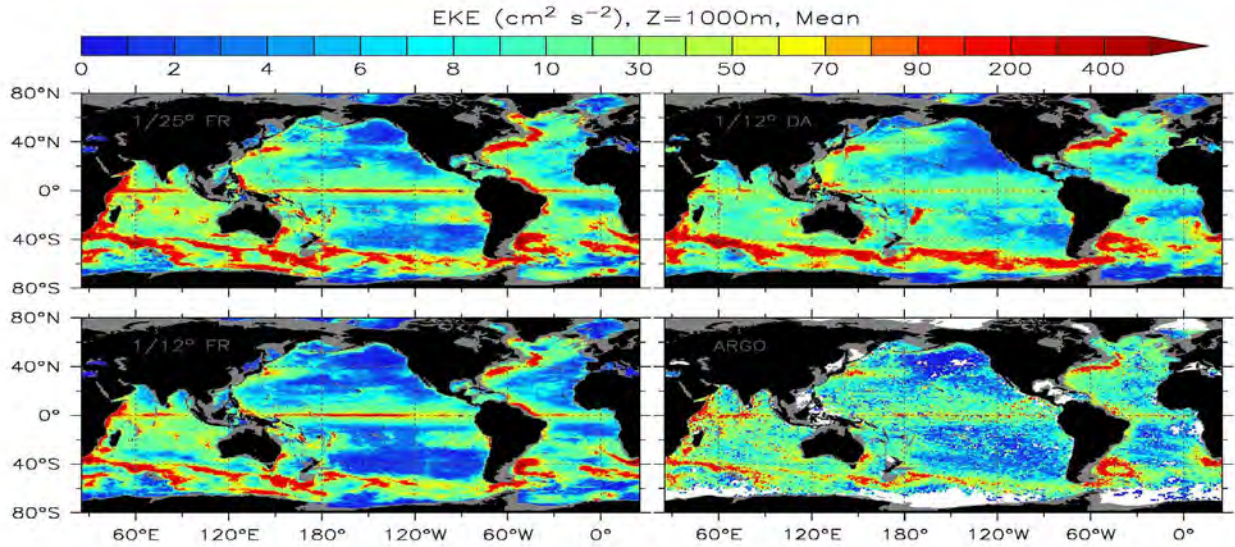 EKE (cm² s⁻²), Z=1000m, Mean
0 2 4 6 8 10 30 50 70 90 200 400
80°N
40°N
0°
40°S
80°S
1/25° FR
1/12° DA
80°N
40°N
0°
40°S
80°S
1/12° FR
ARGO
60°E 120°E 180° 120°W 60°W 0°
60°E 120°E 180° 120°W 60°W 0°